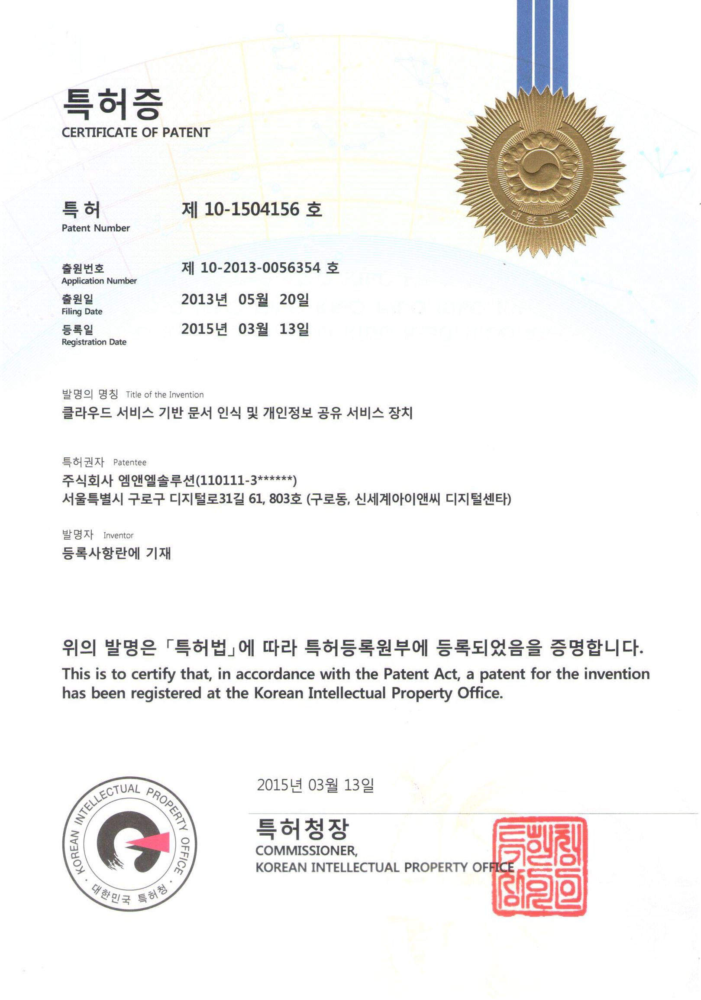 특허증
CERTIFICATE OF PATENT
대한민국
특 허 제 10-1504156 호
Patent Number
출원번호 제 10-2013-0056354 호
Application Number
출원일 2013년 05월 20일
Filing Date
등록일 2015년 03월 13일
Registration Date
발명의 명칭 Title of the Invention
클라우드 서비스 기반 문서 인식 및 개인정보 공유 서비스 장치
특허권자 Patentee
주식회사 엠앤엘솔루션(110111-3******)
서울특별시 구로구 디지털로31길 61, 803호 (구로동, 신세계아이앤씨 디지털센타)
발명자 Inventor
등록사항란에 기재
위의 발명은 「특허법」에 따라 특허등록원부에 등록되었음을 증명합니다.
This is to certify that, in accordance with the Patent Act, a patent for the invention
has been registered at the Korean Intellectual Property Office.
2015년 03월 13일
특허청장
COMMISSIONER,
KOREAN INTELLECTUAL PROPERTY OFFICE
KOREAN INTELLECTUAL PROPERTY OFFICE
· 대한민국 특허청 ·